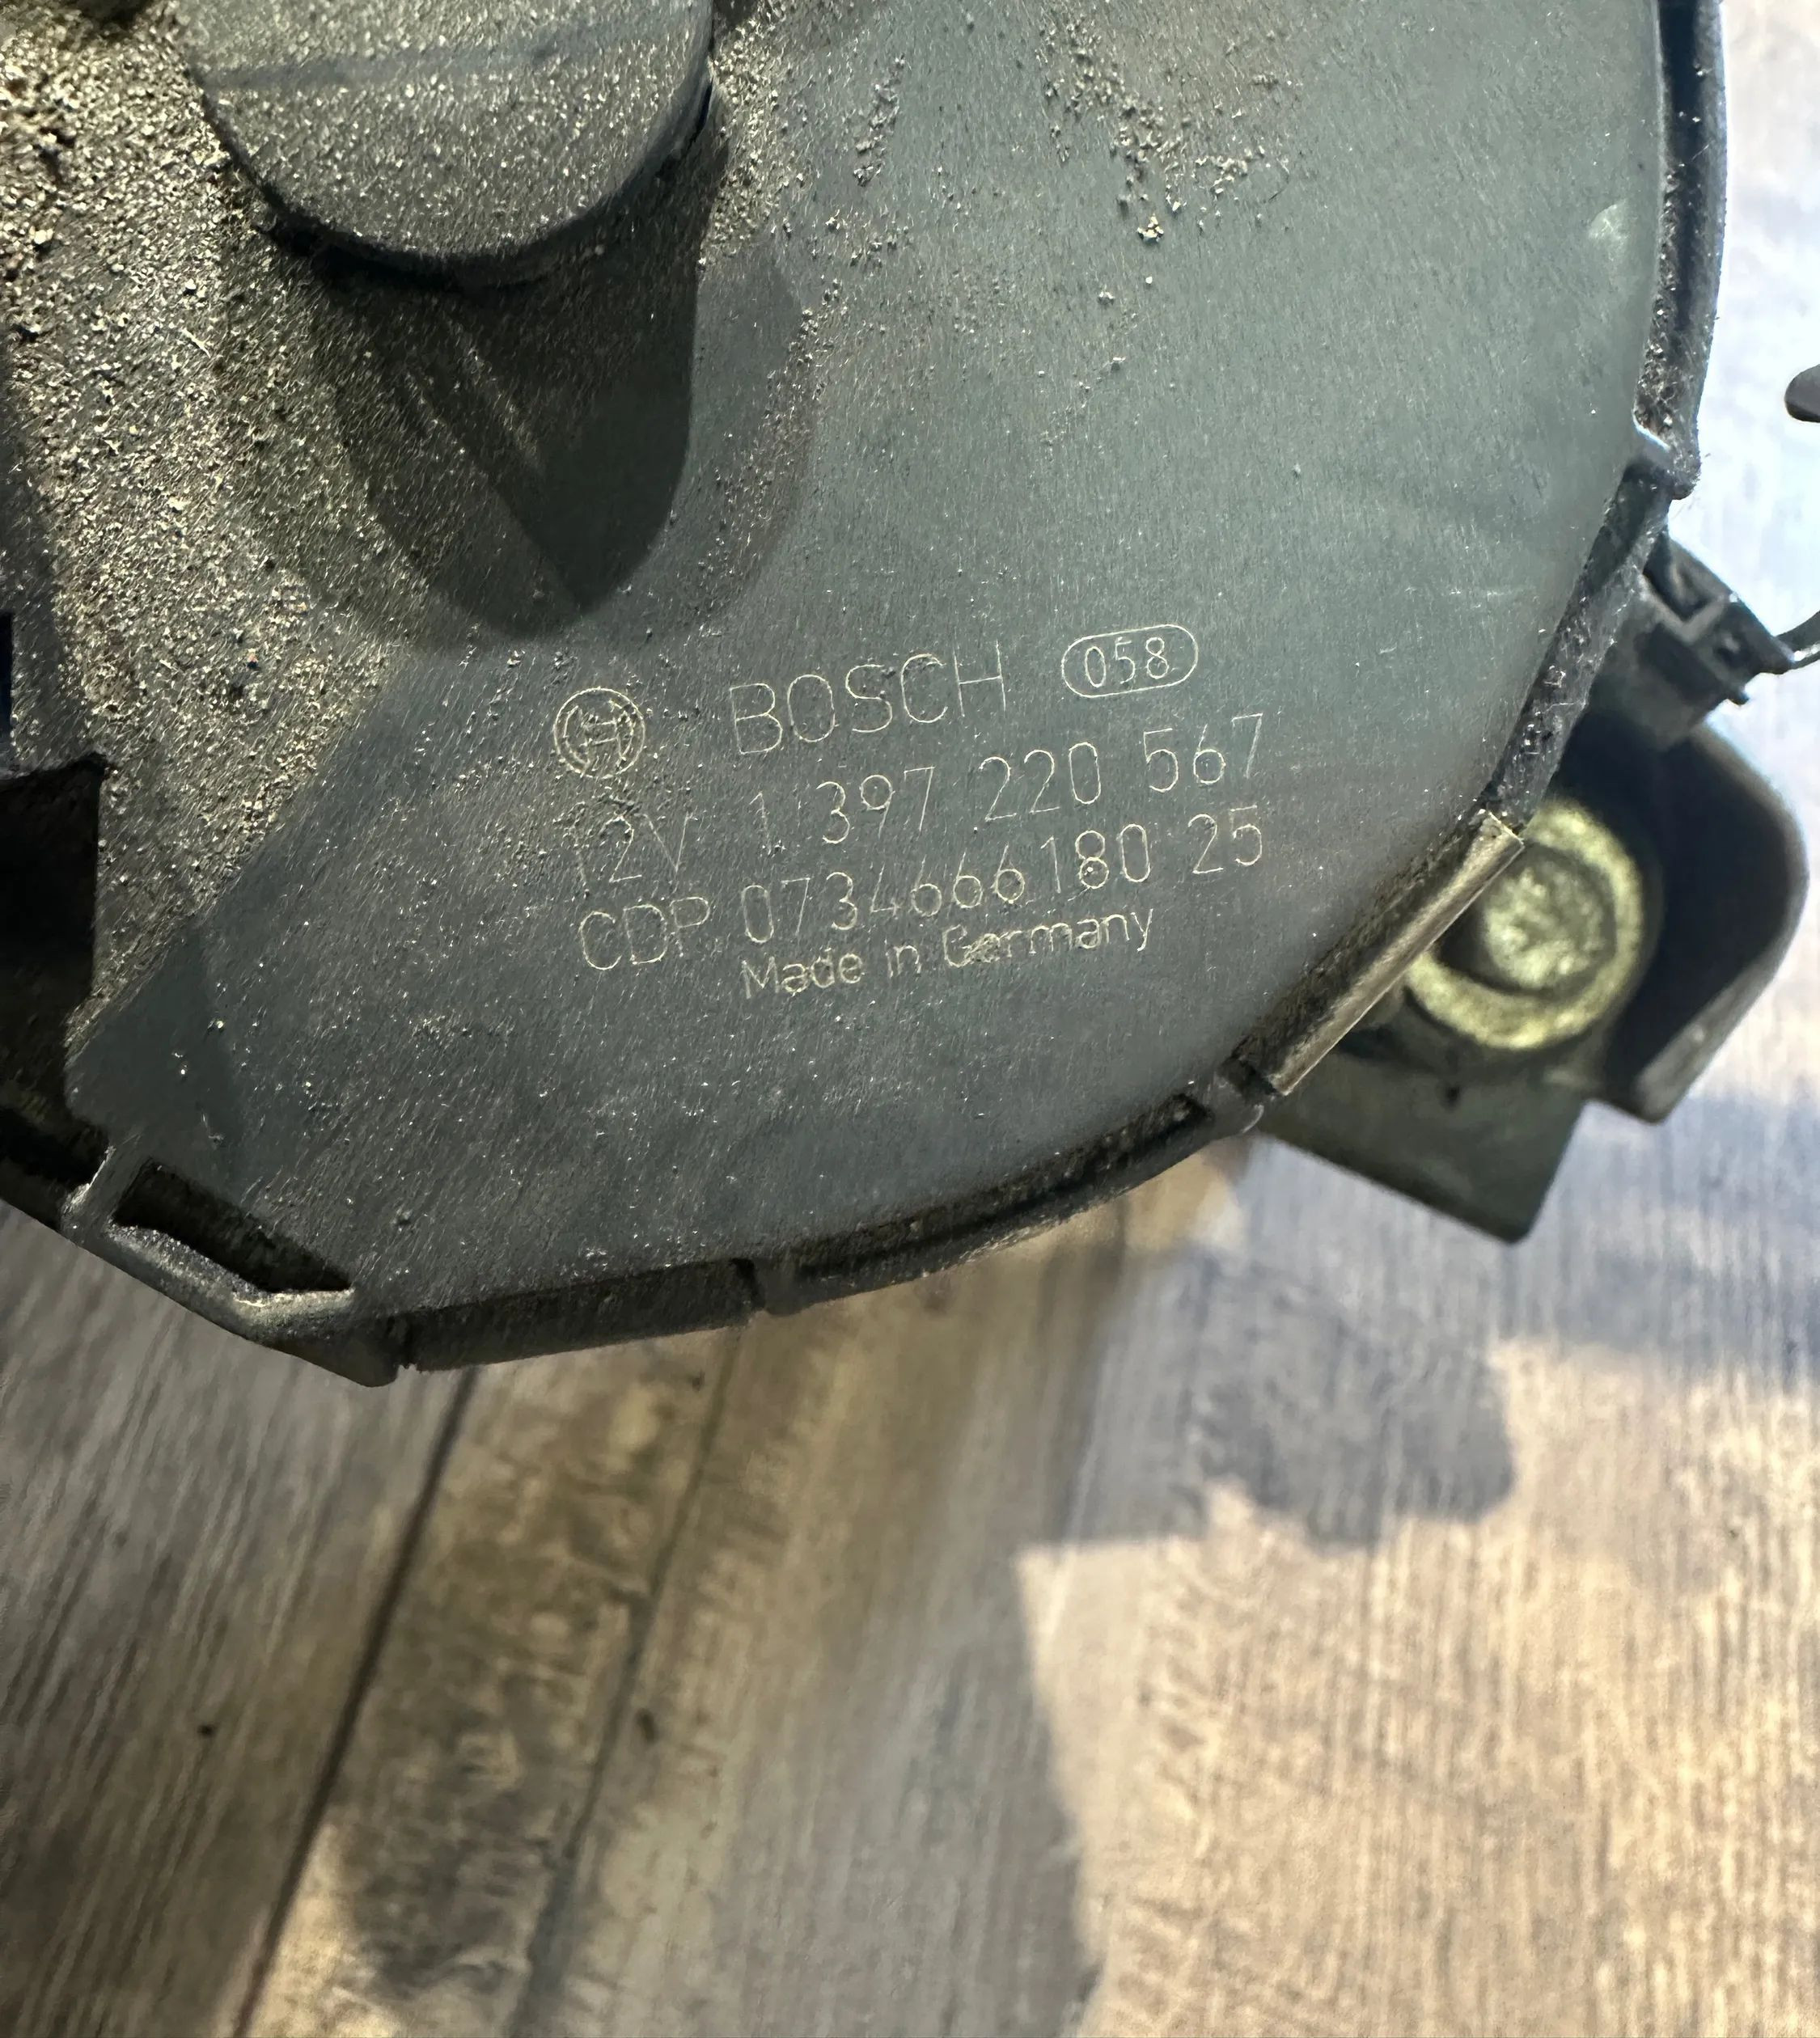 BOSCH 058
12V 1 397 220 567
CDP 0734666180 25
Made in Germany